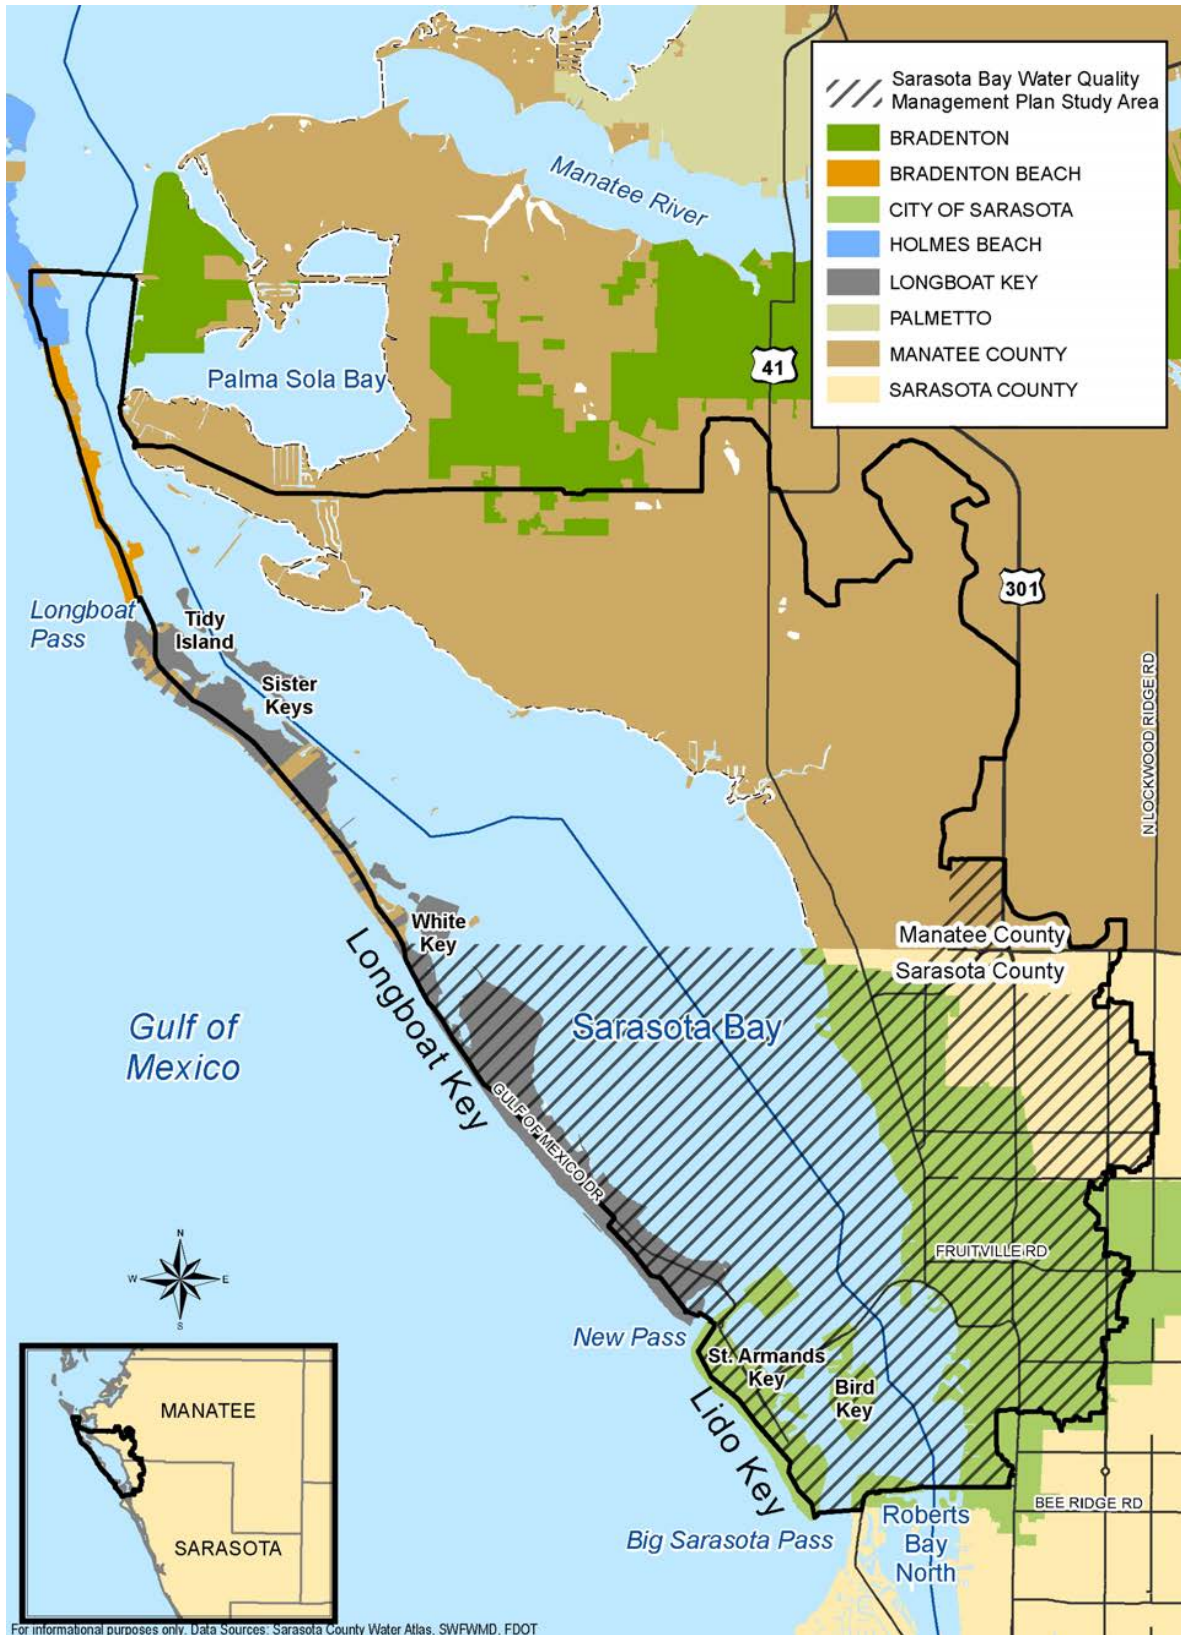 Sarasota Bay Water Quality
Management Plan Study Area
BRADENTON
BRADENTON BEACH
CITY OF SARASOTA
HOLMES BEACH
LONGBOAT KEY
PALMETTO
MANATEE COUNTY
SARASOTA COUNTY
Manatee River
41
Palma Sola Bay
301
Longboat
Pass
Tidy
Island
Sister
Keys
N LOCKWOOD RIDGE RD
White
Key
Manatee County
Sarasota County
Longboat Key
Gulf of
Mexico
Sarasota Bay
GULF OF MEXICO DR
FRUITVILLE RD
N
W
E
S
New Pass
St. Armands
Key
Bird
Key
Lido Key
BEE RIDGE RD
Roberts
Bay
North
Big Sarasota Pass
MANATEE
SARASOTA
For informational purposes only. Data Sources: Sarasota County Water Atlas, SWFWMD, FDOT